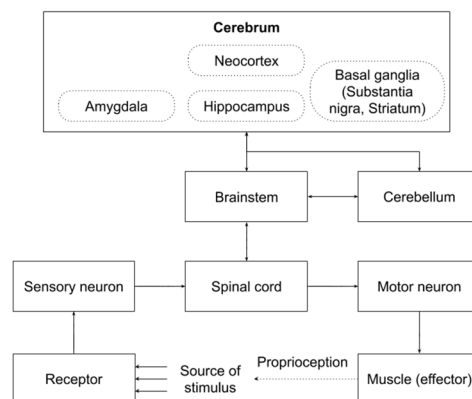 Cerebrum
Neocortex
Amygdala
Hippocampus
Basal ganglia
(Substantia
nigra, Striatum)
Brainstem
Cerebellum
Sensory neuron
Spinal cord
Motor neuron
Receptor
Source of
stimulus
Proprioception
Muscle (effector)